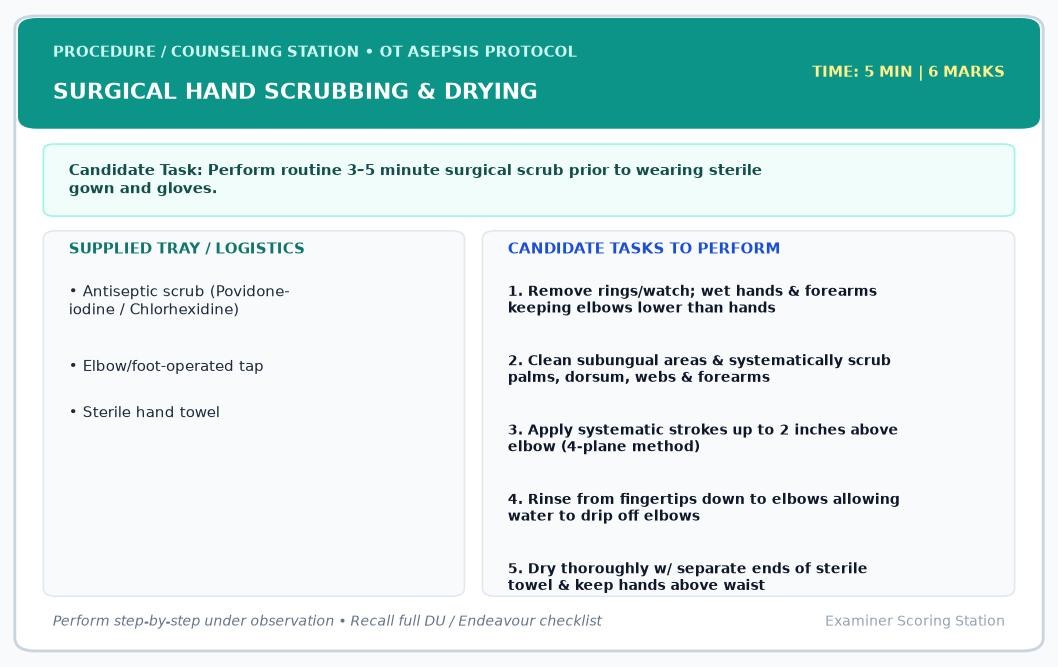 PROCEDURE / COUNSELING STATION • OT ASEPSIS PROTOCOL
SURGICAL HAND SCRUBBING & DRYING
TIME: 5 MIN | 6 MARKS
Candidate Task: Perform routine 3–5 minute surgical scrub prior to wearing sterile
gown and gloves.
SUPPLIED TRAY / LOGISTICS
• Antiseptic scrub (Povidone-
iodine / Chlorhexidine)
• Elbow/foot-operated tap
• Sterile hand towel
CANDIDATE TASKS TO PERFORM
1. Remove rings/watch; wet hands & forearms
keeping elbows lower than hands
2. Clean subungual areas & systematically scrub
palms, dorsum, webs & forearms
3. Apply systematic strokes up to 2 inches above
elbow (4-plane method)
4. Rinse from fingertips down to elbows allowing
water to drip off elbows
5. Dry thoroughly w/ separate ends of sterile
towel & keep hands above waist
Perform step-by-step under observation • Recall full DU / Endeavour checklist
Examiner Scoring Station